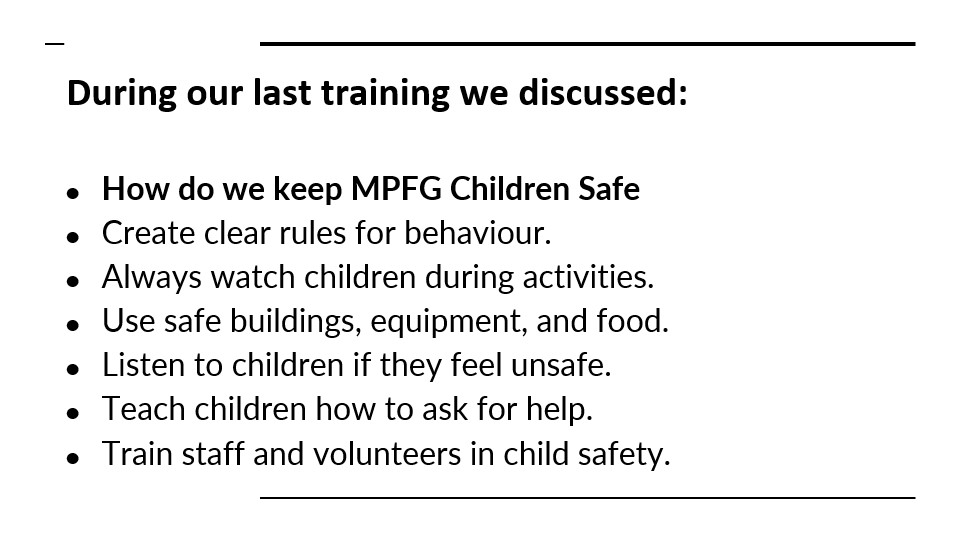 During our last training we discussed:
● How do we keep MPFG Children Safe
● Create clear rules for behaviour.
● Always watch children during activities.
● Use safe buildings, equipment, and food.
● Listen to children if they feel unsafe.
● Teach children how to ask for help.
● Train staff and volunteers in child safety.